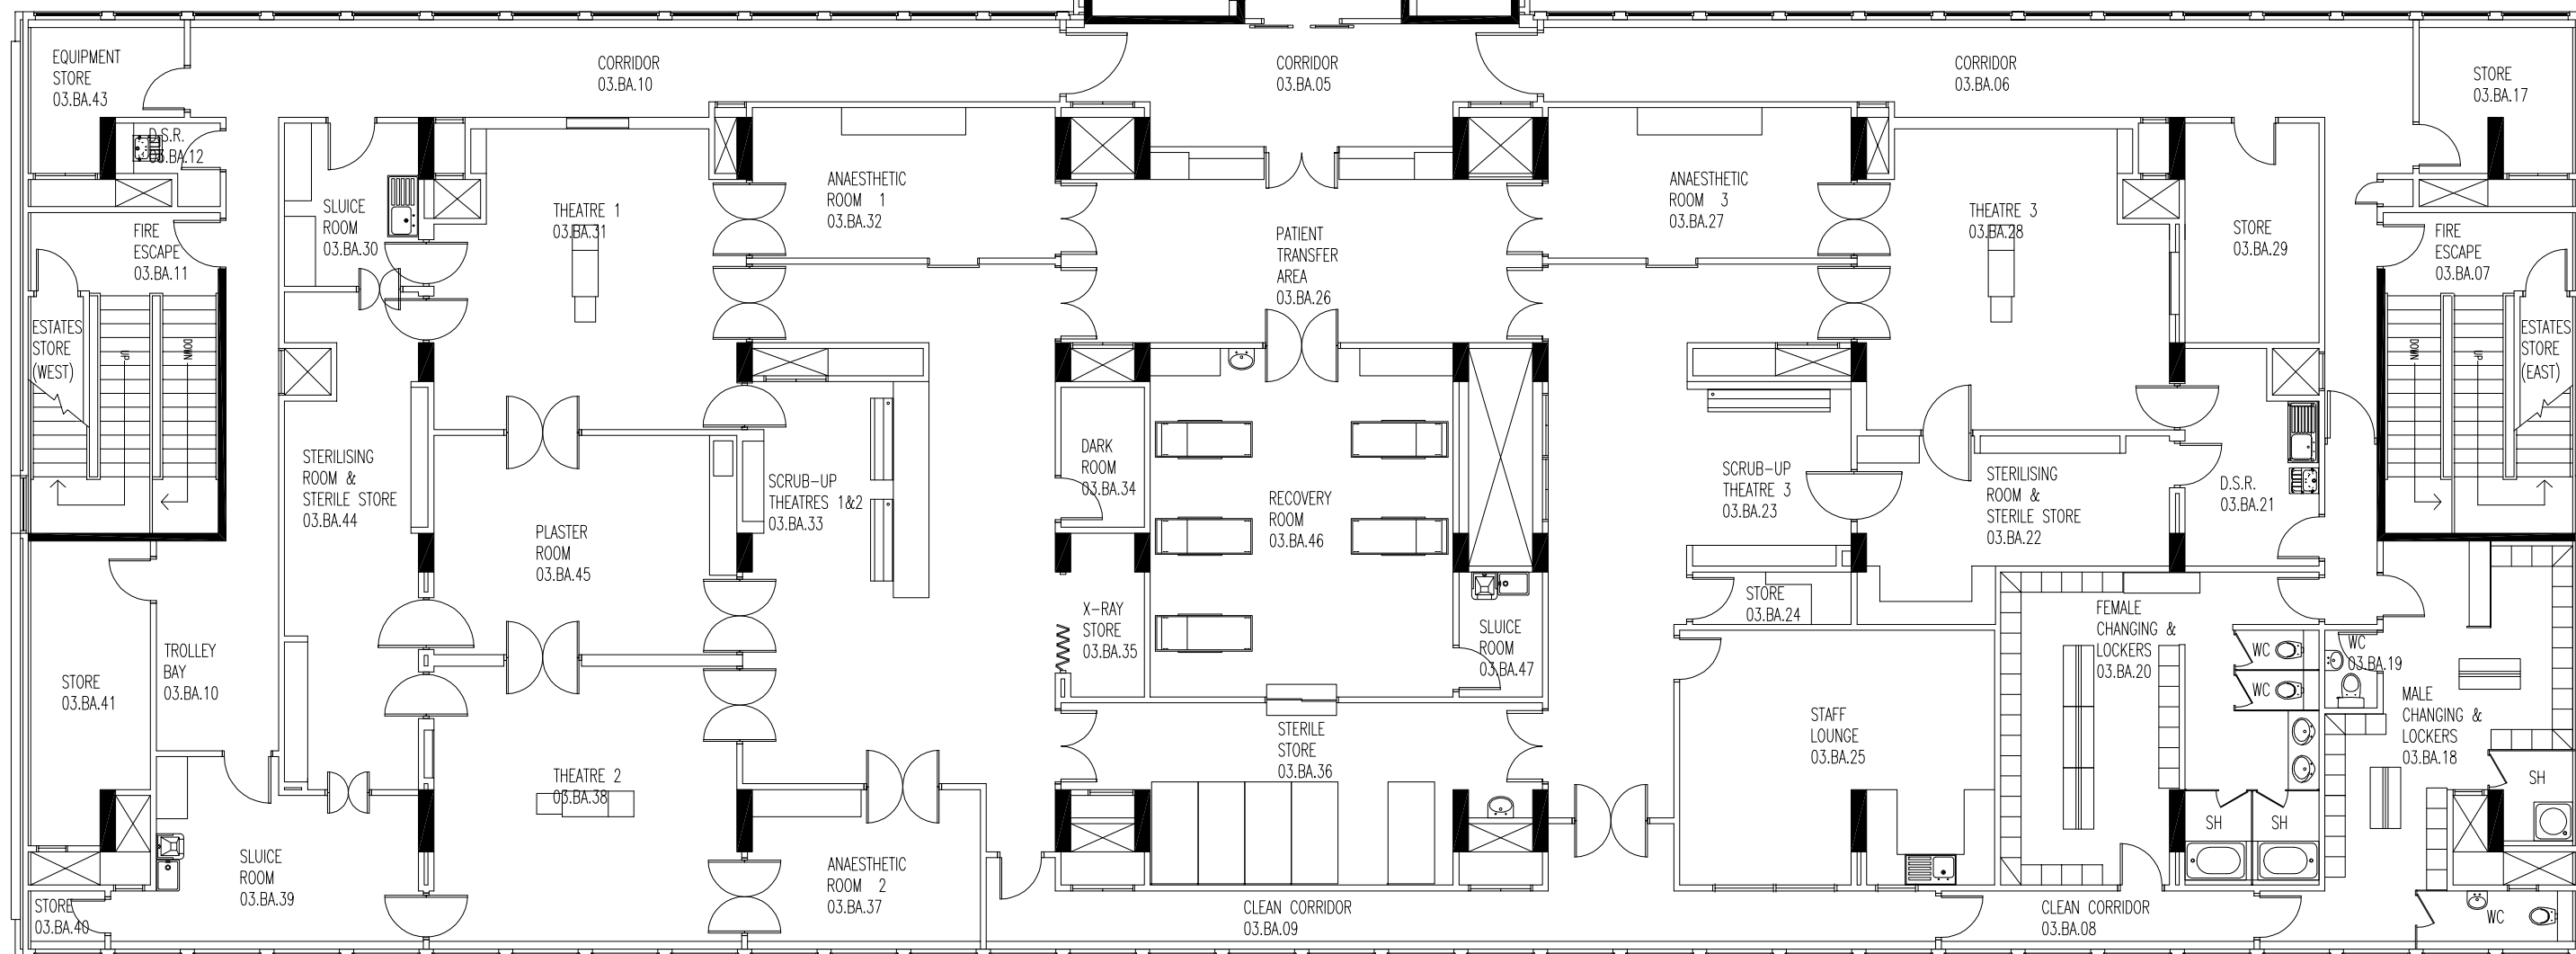 EQUIPMENT
STORE
03.BA.43
CORRIDOR
03.BA.10
CORRIDOR
03.BA.05
CORRIDOR
03.BA.06
STORE
03.BA.17
D.S.R.
03.BA.12
ANAESTHETIC
ROOM 1
03.BA.32
ANAESTHETIC
ROOM 3
03.BA.27
SLUICE
ROOM
03.BA.30
THEATRE 1
03.BA.31
THEATRE 3
03.BA.28
STORE
03.BA.29
FIRE
ESCAPE
03.BA.11
PATIENT
TRANSFER
AREA
03.BA.26
FIRE
ESCAPE
03.BA.07
ESTATES
STORE
(WEST)
UP
DOWN
DOWN
UP
ESTATES
STORE
(EAST)
STERILISING
ROOM &
STERILE STORE
03.BA.44
DARK
ROOM
03.BA.34
SCRUB-UP
THEATRES 1&2
03.BA.33
RECOVERY
ROOM
03.BA.46
SCRUB-UP
THEATRE 3
03.BA.23
STERILISING
ROOM &
STERILE STORE
03.BA.22
D.S.R.
03.BA.21
PLASTER
ROOM
03.BA.45
STORE
03.BA.24
X-RAY
STORE
03.BA.35
SLUICE
ROOM
03.BA.47
FEMALE
CHANGING &
LOCKERS
03.BA.20
WC
WC
WC
03.BA.19
TROLLEY
BAY
03.BA.10
STORE
03.BA.41
MALE
CHANGING &
LOCKERS
03.BA.18
STERILE
STORE
03.BA.36
STAFF
LOUNGE
03.BA.25
THEATRE 2
03.BA.38
SH
SH
SH
SLUICE
ROOM
03.BA.39
ANAESTHETIC
ROOM 2
03.BA.37
STORE
03.BA.40
CLEAN CORRIDOR
03.BA.09
CLEAN CORRIDOR
03.BA.08
WC